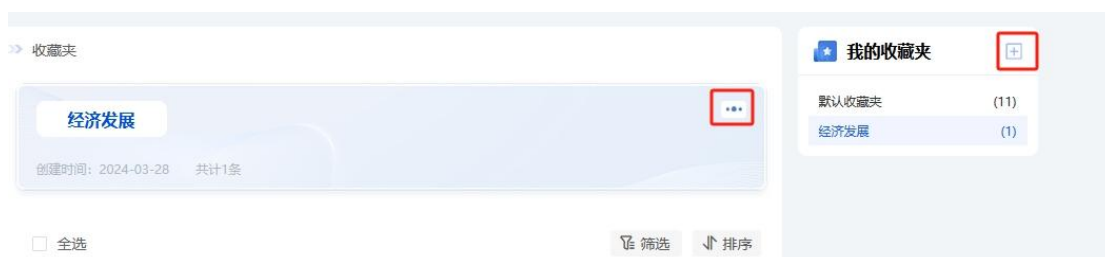 收藏夹
经济发展
创建时间：2024-03-28 共计1条
全选
筛选
排序
我的收藏夹
默认收藏夹 (11)
经济发展 (1)